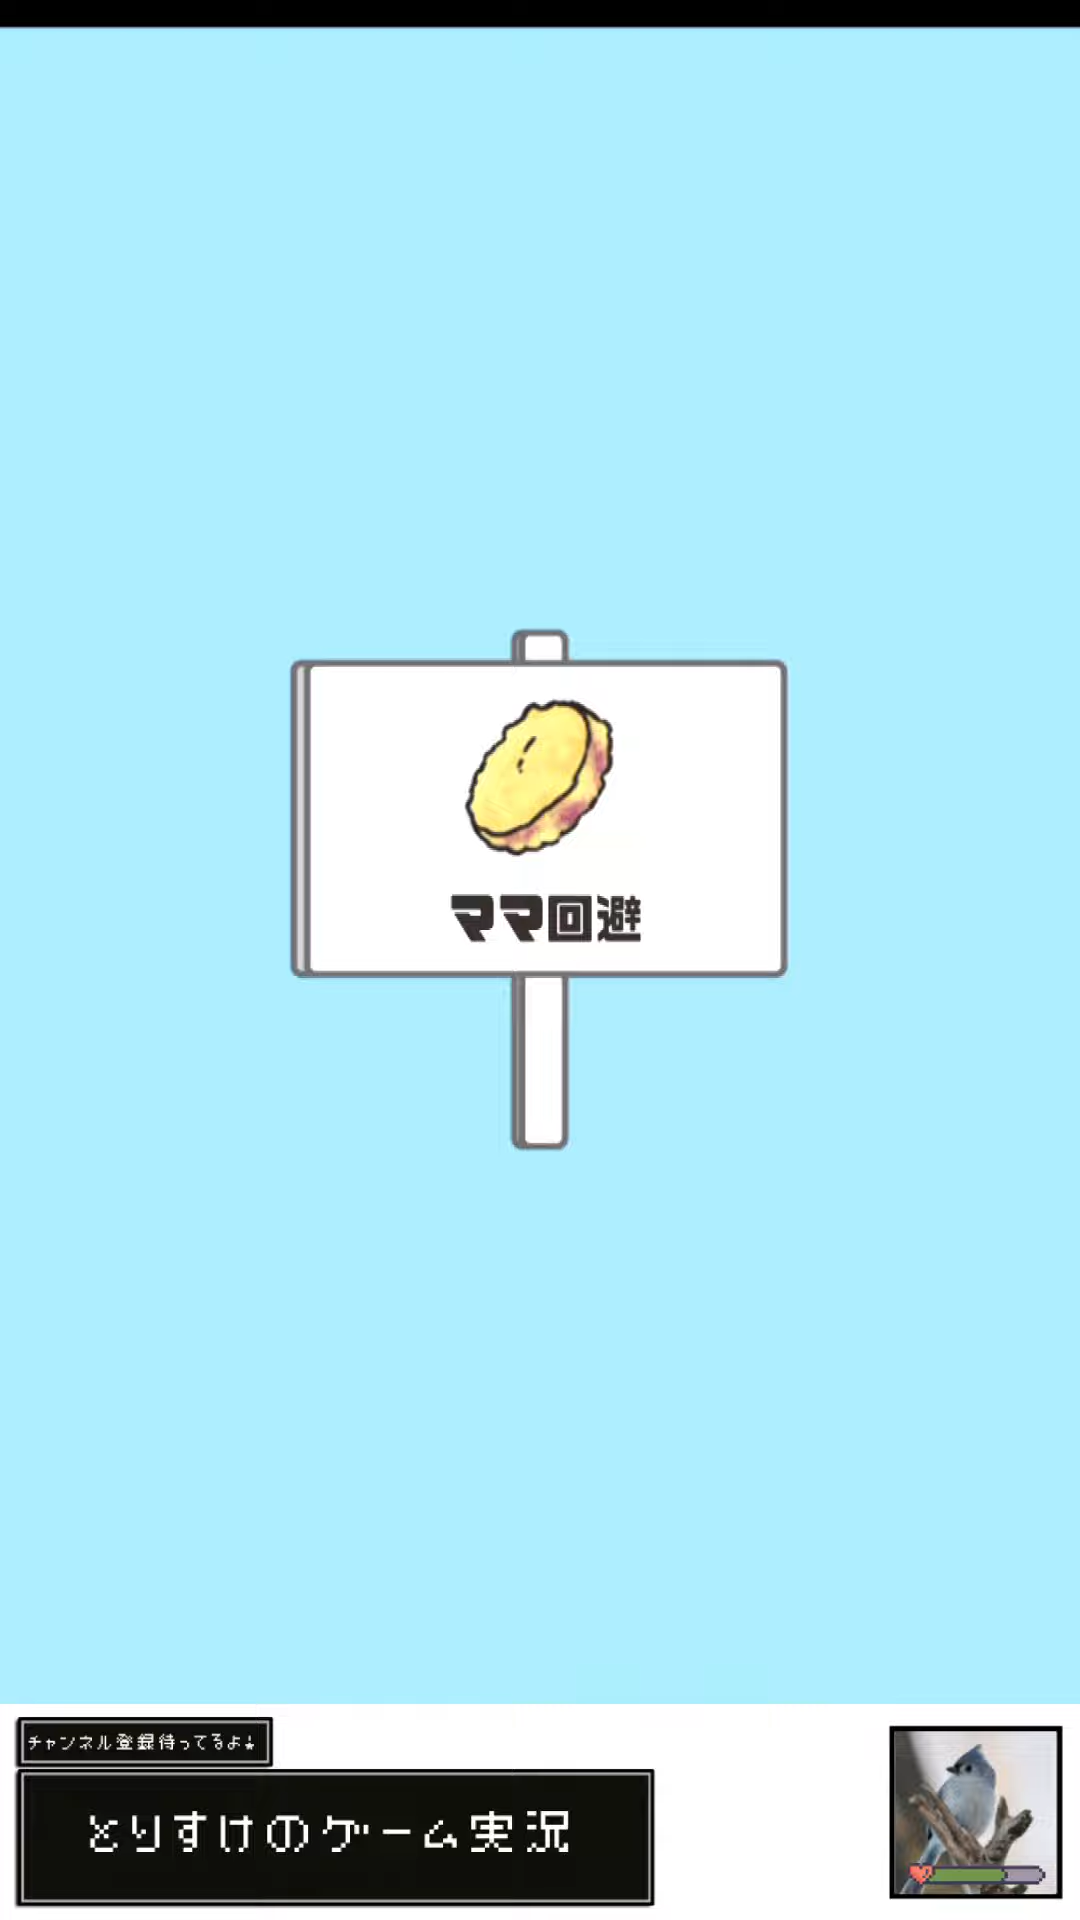 ママ回避
チャンネル登録待ってるよ!
とりすけのゲーム実況